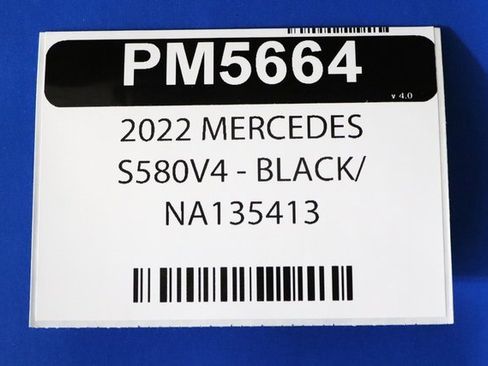 PM5664
v 4.0
2022 MERCEDES
S580V4 - BLACK/
NA135413